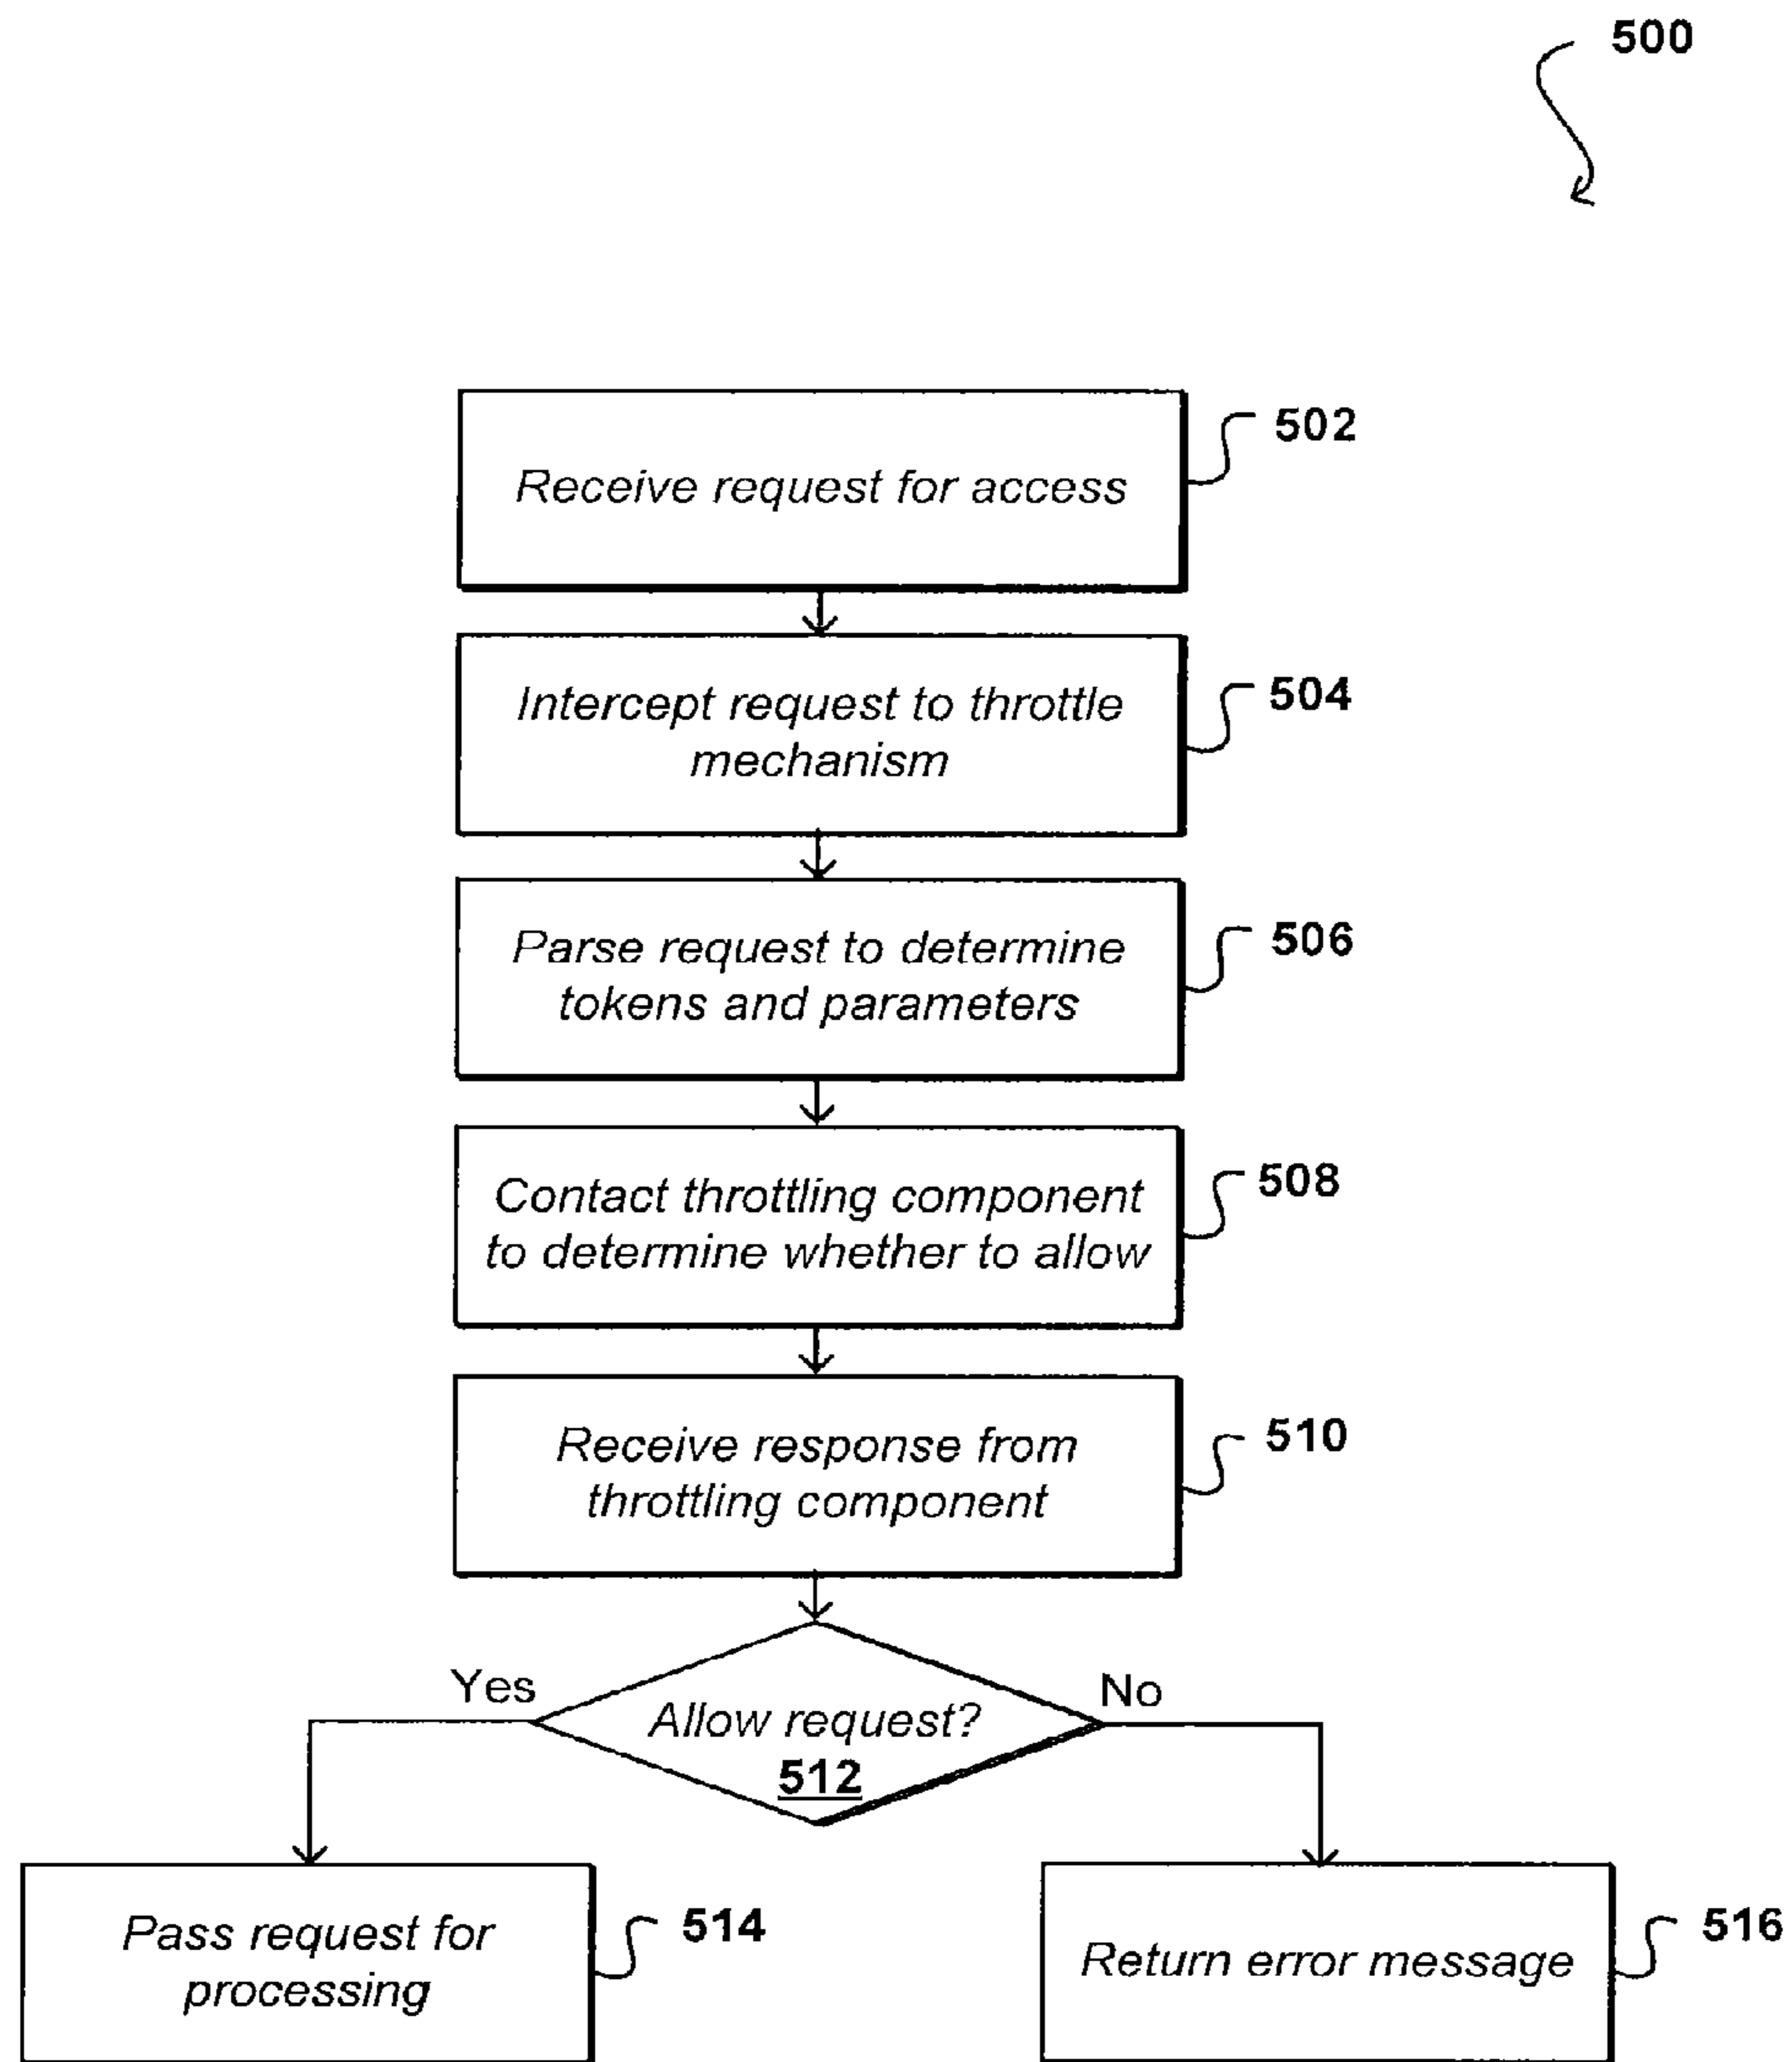 500
Receive request for access
502
Intercept request to throttle
mechanism
504
Parse request to determine
tokens and parameters
506
Contact throttling component
to determine whether to allow
508
Receive response from
throttling component
510
Yes
Allow request?
512
No
Pass request for
processing
514
Return error message
516